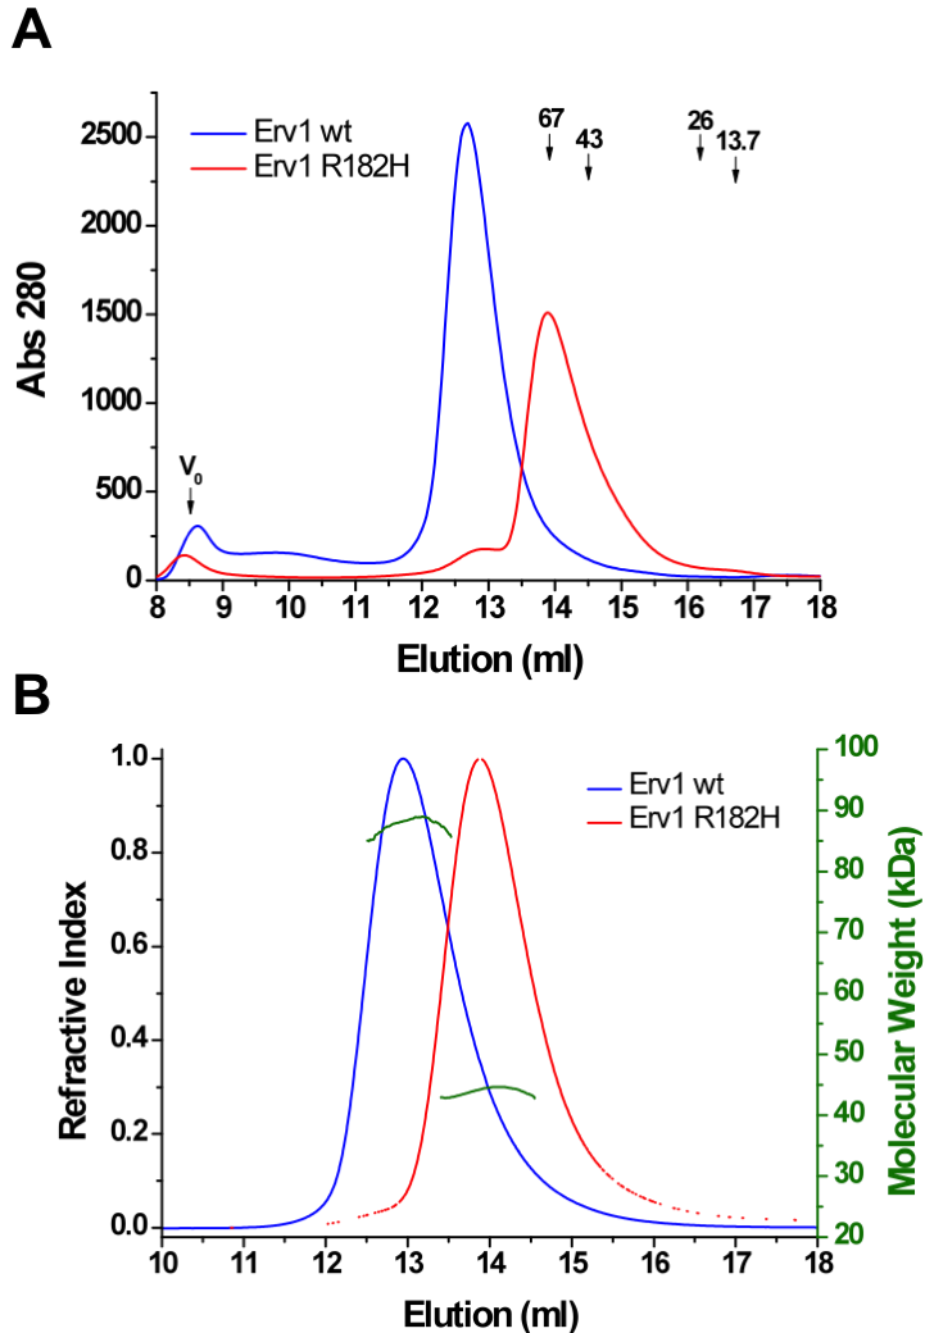 A
Erv1 wt
Erv1 R182H
67
43
26
13.7
V0
Abs 280
2500
2000
1500
1000
500
0
8 9 10 11 12 13 14 15 16 17 18
Elution (ml)
B
Erv1 wt
Erv1 R182H
Refractive Index
1.0
0.8
0.6
0.4
0.2
0.0
100
90
80
70
60
50
40
30
20
Molecular Weight (kDa)
10 11 12 13 14 15 16 17 18
Elution (ml)